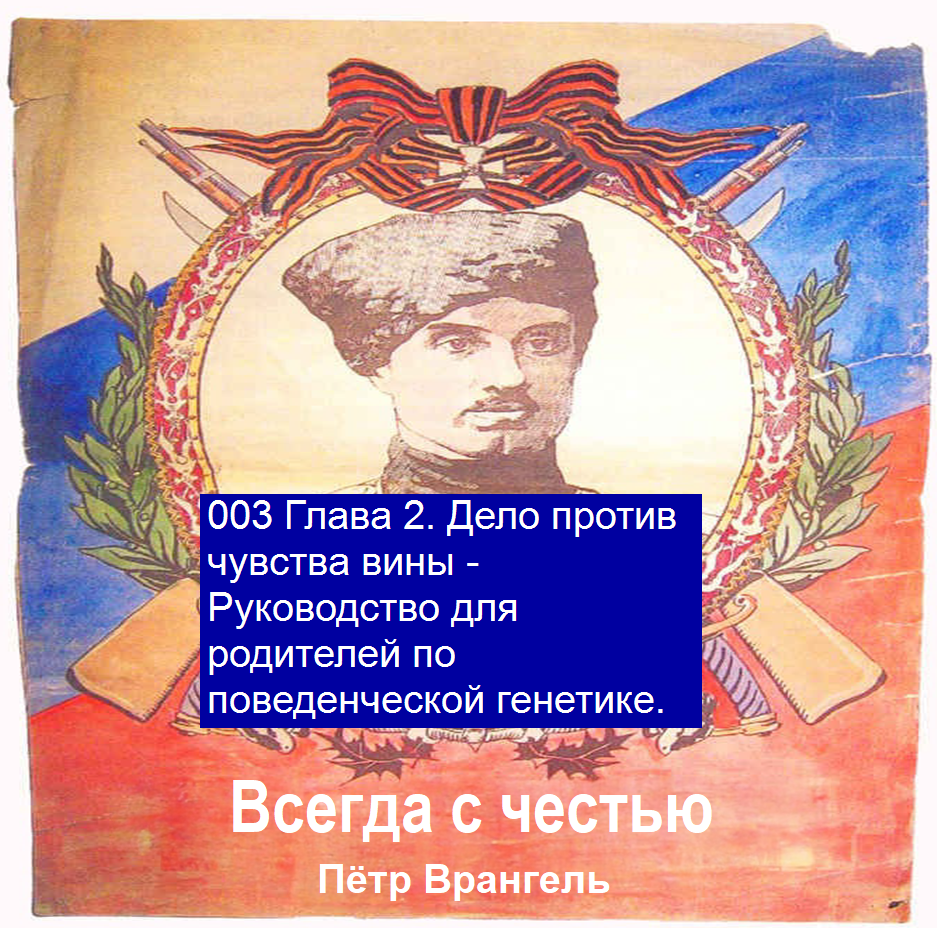 003 Глава 2. Дело против
чувства вины -
Руководство для
родителей по
поведенческой генетике.
Всегда с честью
Пётр Врангель